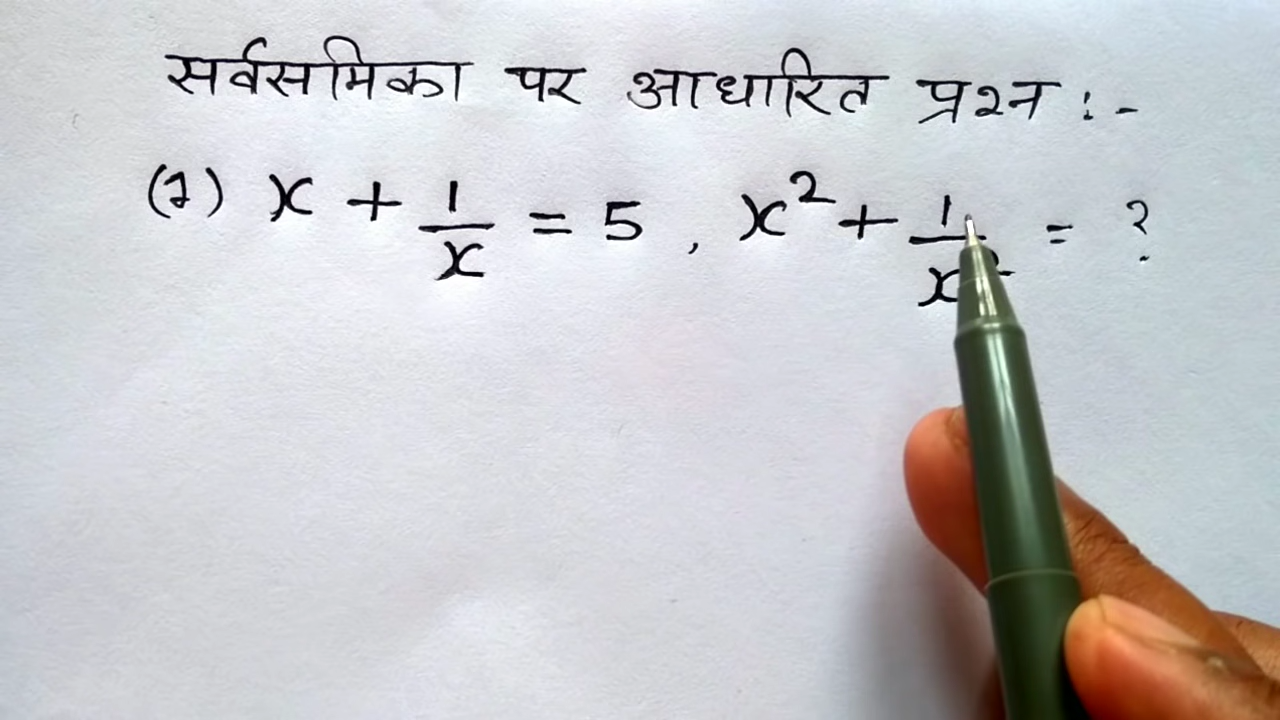 सर्वसमिका पर आधारित प्रश्न :-
(1) x + 1/x = 5 , x² + 1/x² = ?